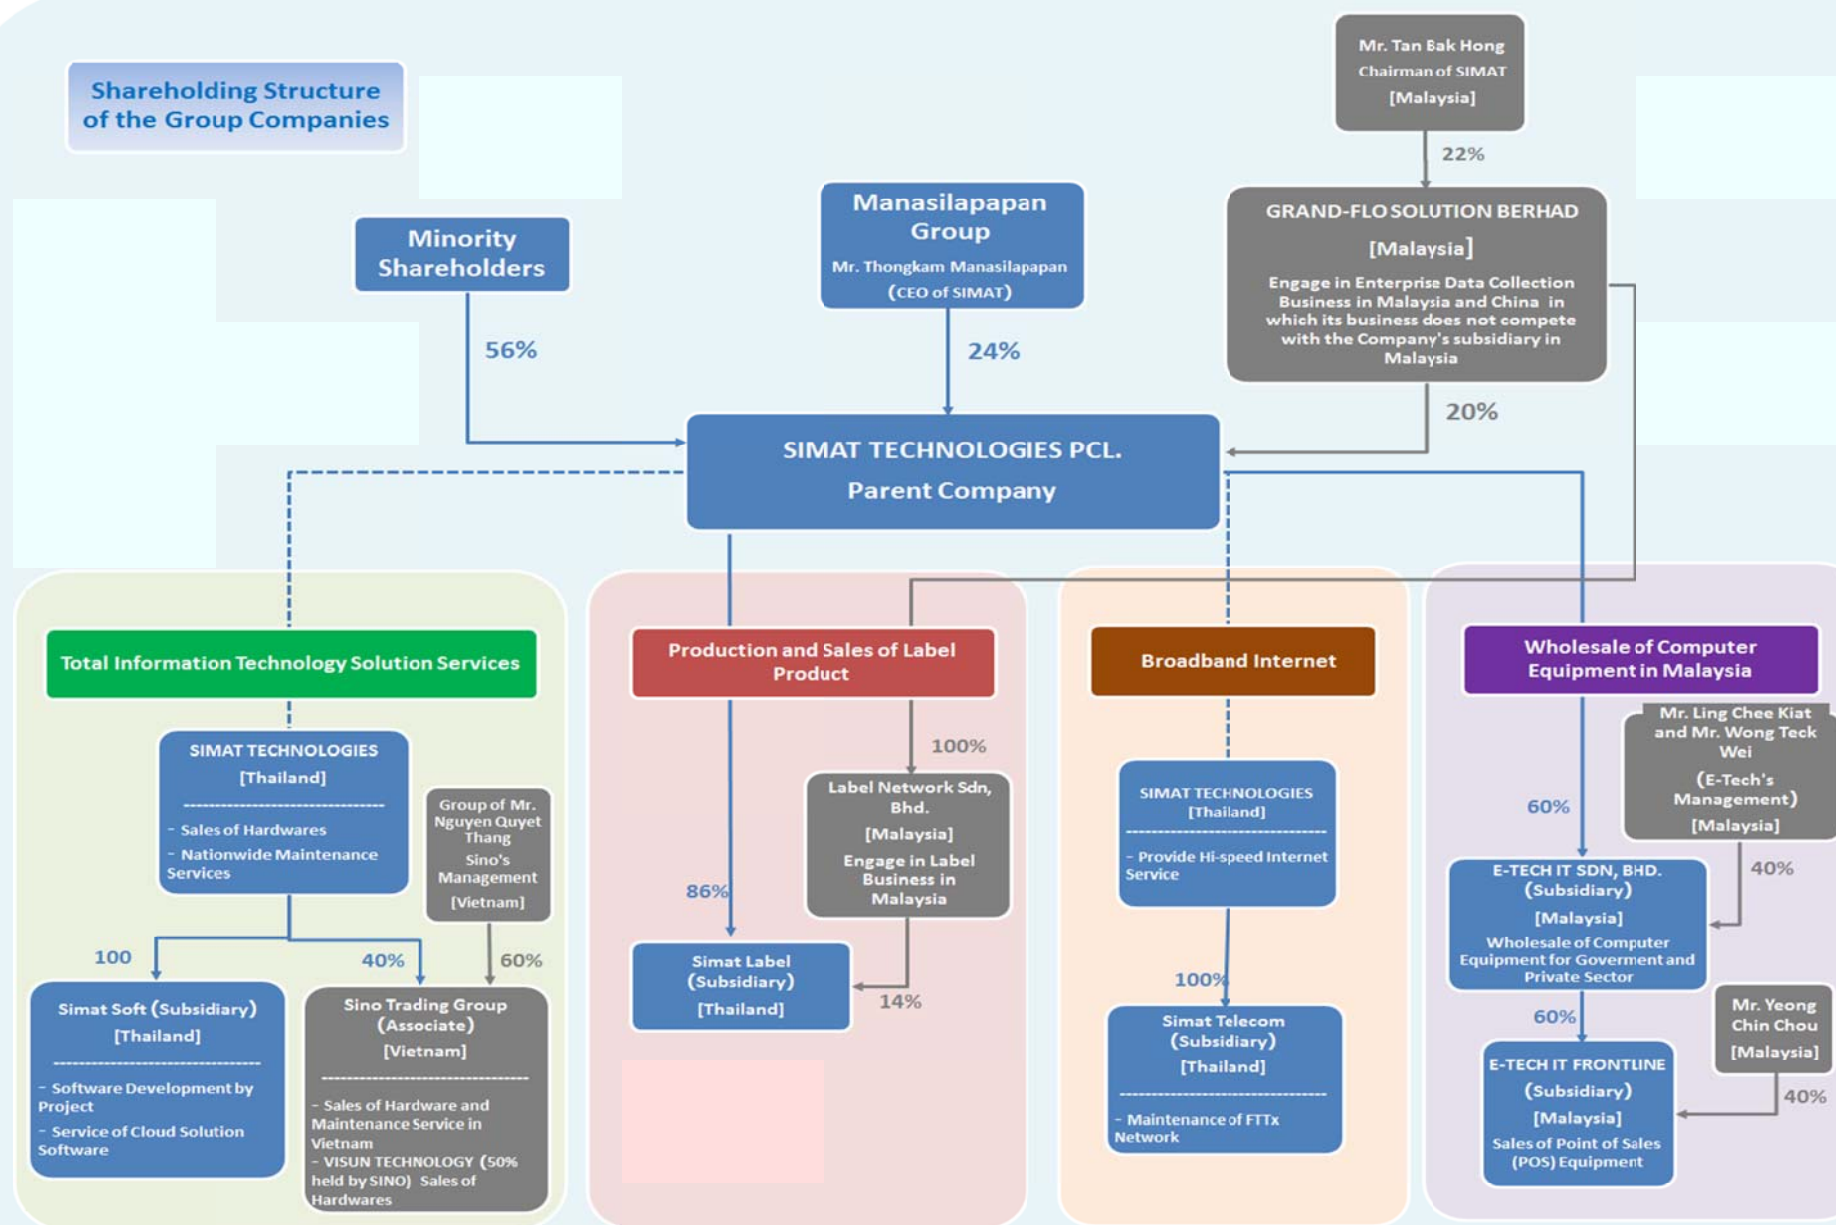 Shareholding Structure
of the Group Companies
Mr. Tan Bak Hong
Chairman of SIMAT
[Malaysia]
22%
Minority
Shareholders
Manasilapapan
Group
Mr. Thongkam Manasilapapan
(CEO of SIMAT)
GRAND-FLO SOLUTION BERHAD
[Malaysia]
Engage in Enterprise Data Collection
Business in Malaysia and China in
which its business does not compete
with the Company's subsidiary in
Malaysia
56%
24%
20%
SIMAT TECHNOLOGIES PCL.
Parent Company
Total Information Technology Solution Services
SIMAT TECHNOLOGIES
[Thailand]
--------------------------------
- Sales of Hardwares
- Nationwide Maintenance
Services
Group of Mr.
Nguyen Quyet
Thang
Sino's
Management
[Vietnam]
100
40%
60%
Simat Soft (Subsidiary)
[Thailand]
--------------------------------
- Software Development by
Project
- Service of Cloud Solution
Software
Sino Trading Group
(Associate)
[Vietnam]
--------------------------------
- Sales of Hardware and
Maintenance Service in
Vietnam
- VISUN TECHNOLOGY (50%
held by SINO) Sales of
Hardwares
Production and Sales of Label
Product
100%
Label Network Sdn,
Bhd.
[Malaysia]
Engage in Label
Business in
Malaysia
86%
Simat Label
(Subsidiary)
[Thailand]
14%
Broadband Internet
SIMAT TECHNOLOGIES
[Thailand]
--------------------------------
- Provide Hi-speed Internet
Service
100%
Simat Telecom
(Subsidiary)
[Thailand]
--------------------------------
- Maintenance of FTTx
Network
Wholesale of Computer
Equipment in Malaysia
Mr. Ling Chee Kiat
and Mr. Wong Teck
Wei
(E-Tech's
Management)
[Malaysia]
60%
40%
E-TECH IT SDN, BHD.
(Subsidiary)
[Malaysia]
Wholesale of Computer
Equipment for Goverment and
Private Sector
60%
Mr. Yeong
Chin Chou
[Malaysia]
40%
E-TECH IT FRONTLINE
(Subsidiary)
[Malaysia]
Sales of Point of Sales
(POS) Equipment